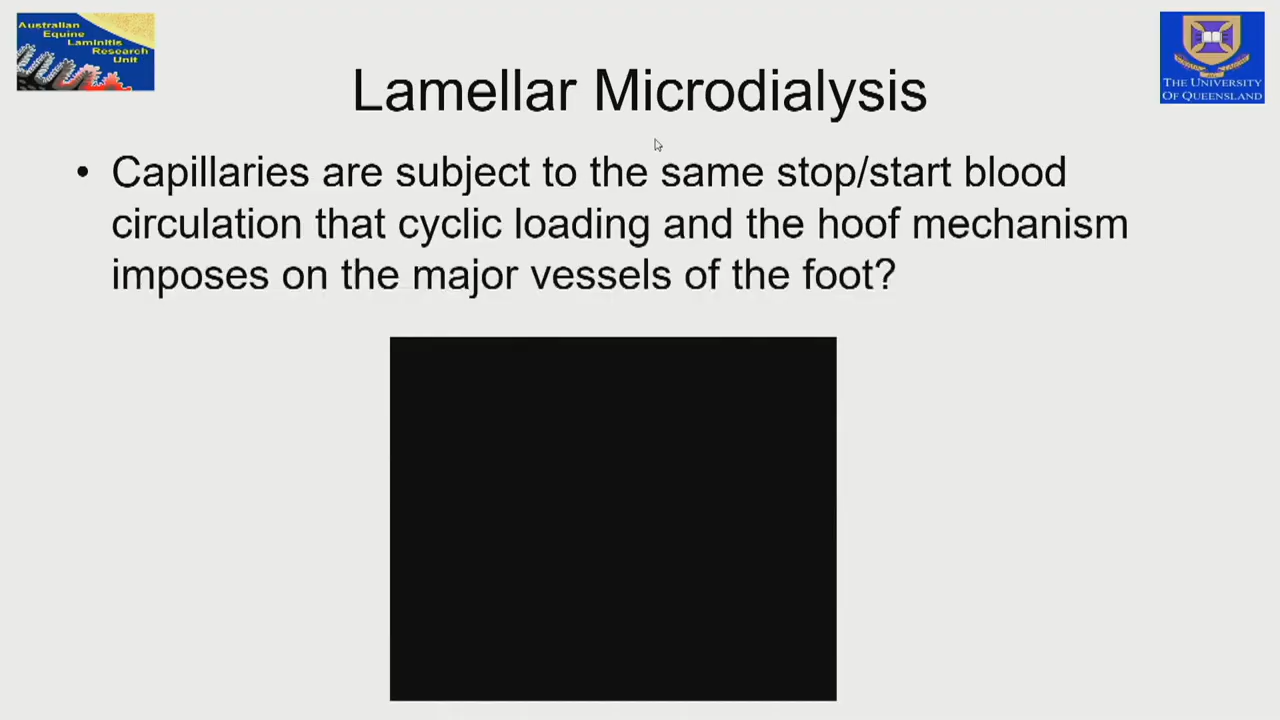 Australian
Equine
Laminitis
Research
Unit
THE UNIVERSITY
OF QUEENSLAND
Lamellar Microdialysis
• Capillaries are subject to the same stop/start blood
circulation that cyclic loading and the hoof mechanism
imposes on the major vessels of the foot?